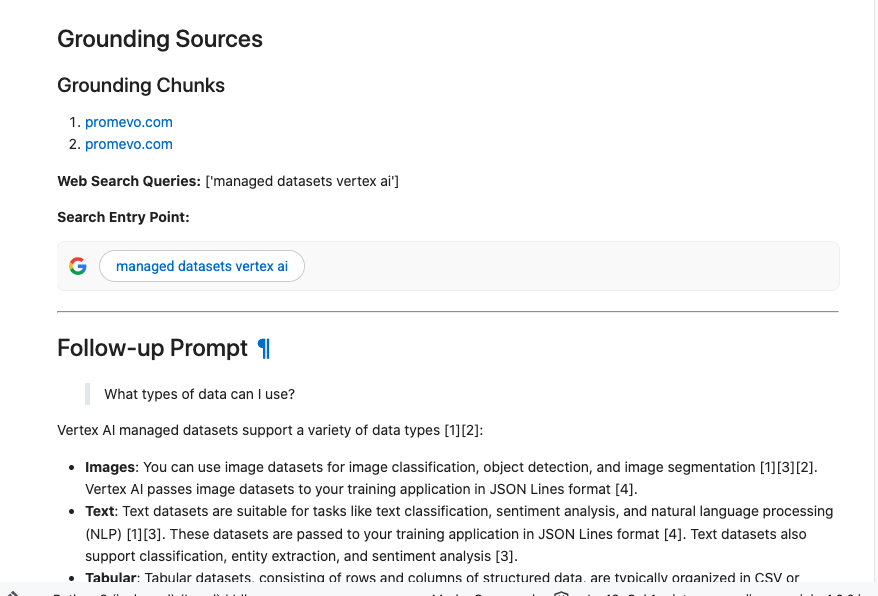 Grounding Sources
Grounding Chunks
1. promevo.com
2. promevo.com
Web Search Queries: ['managed datasets vertex ai']
Search Entry Point:
managed datasets vertex ai
Follow-up Prompt ¶
What types of data can I use?
Vertex AI managed datasets support a variety of data types [1][2]:
• Images: You can use image datasets for image classification, object detection, and image segmentation [1][3][2].
Vertex AI passes image datasets to your training application in JSON Lines format [4].
• Text: Text datasets are suitable for tasks like text classification, sentiment analysis, and natural language processing
(NLP) [1][3]. These datasets are passed to your training application in JSON Lines format [4]. Text datasets also
support classification, entity extraction, and sentiment analysis [3].
• Tabular: Tabular datasets, consisting of rows and columns of structured data, are typically organized in CSV or